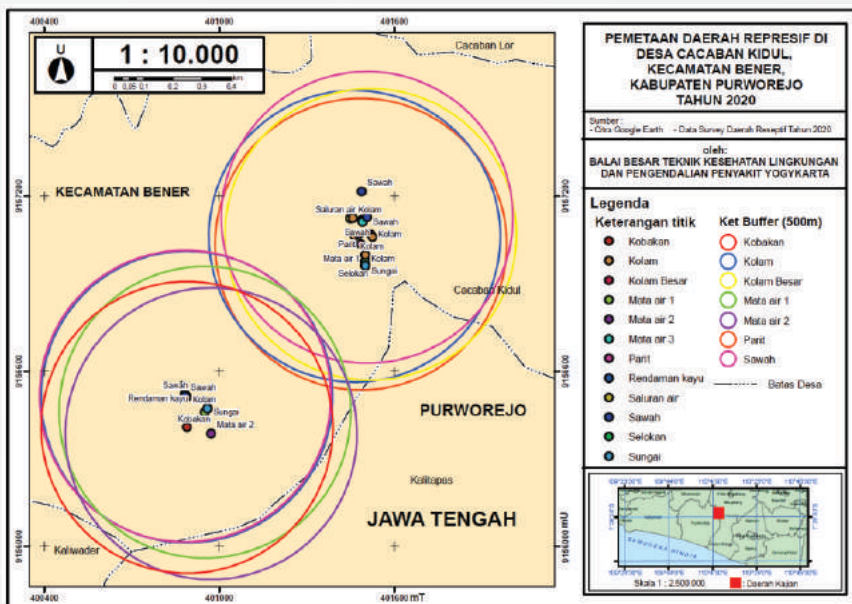 400400
401000
401600
U
1 : 10.000
0 0,05 0,1 0,2 0,3 0,4
km
Cacaban Lor
9157200
KECAMATAN BENER
Sawah
Saluran air Kolam
Sawah
Sawah
Kolam
Parit
Kolam
Mata air 1
Kolam
Selokan
Sungai
Cacaban Kidul
9156600
Sawah
Sawah
Rendaman kayu
Kolam
Sungai
Kobakan
Mata air 2
PURWOREJO
Kalitapas
JAWA TENGAH
Kaliwader
9156000 mU
400400
401000
401600 mT
PEMETAAN DAERAH REPRESIF DI
DESA CACABAN KIDUL,
KECAMATAN BENER,
KABUPATEN PURWOREJO
TAHUN 2020
Sumber :
- Citra Google Earth - Data Survey Daerah Reseptif Tahun 2020
oleh:
BALAI BESAR TEKNIK KESEHATAN LINGKUNGAN
DAN PENGENDALIAN PENYAKIT YOGYAKARTA
Legenda
Keterangan titik
Kobakan
Kolam
Kolam Besar
Mata air 1
Mata air 2
Mata air 3
Parit
Rendaman kayu
Saluran air
Sawah
Selokan
Sungai
Ket Buffer (500m)
Kobakan
Kolam
Kolam Besar
Mata air 1
Mata air 2
Parit
Sawah
Batas Desa
SAMUDERA HINDIA
Skala 1 : 2.500.000
: Daerah Kajian